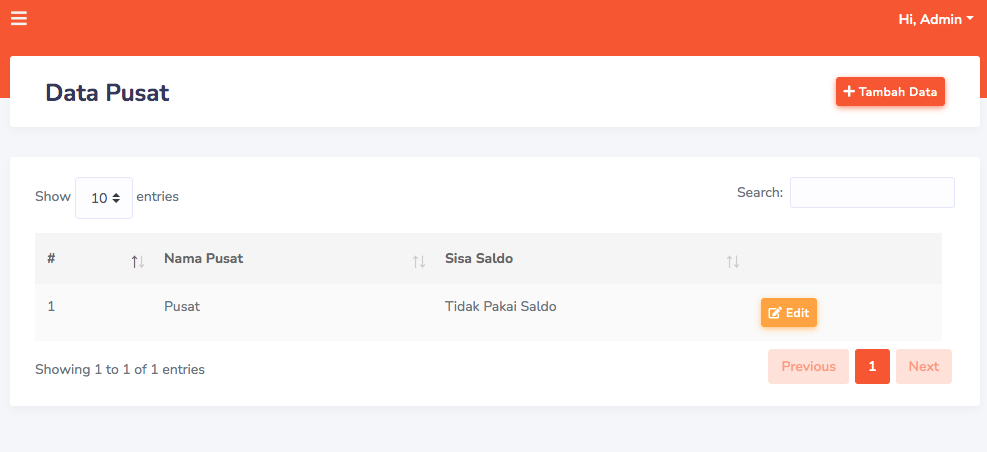 Hi, Admin
Data Pusat
Tambah Data
Show 10 entries
Search:
# Nama Pusat Sisa Saldo
1 Pusat Tidak Pakai Saldo Edit
Showing 1 to 1 of 1 entries
Previous 1 Next